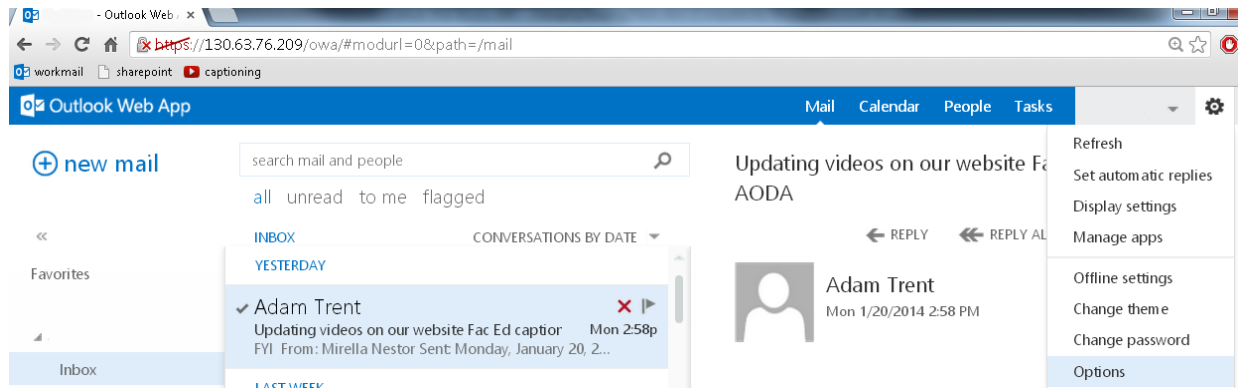 - Outlook Web A
https://130.63.76.209/owa/#modurl=0&path=/mail
workmail sharepoint captioning
Outlook Web App
Mail Calendar People Tasks
new mail
search mail and people
all unread to me flagged
INBOX CONVERSATIONS BY DATE
Favorites
Inbox
YESTERDAY
Adam Trent
Updating videos on our website Fac Ed caption Mon 2:58p
FYI From: Mirella Nestor Sent: Monday, January 20, 2...
LAST WEEK
Updating videos on our website Fa
AODA
REPLY REPLY AL
Adam Trent
Mon 1/20/2014 2:58 PM
Refresh
Set automatic replies
Display settings
Manage apps
Offline settings
Change theme
Change password
Options